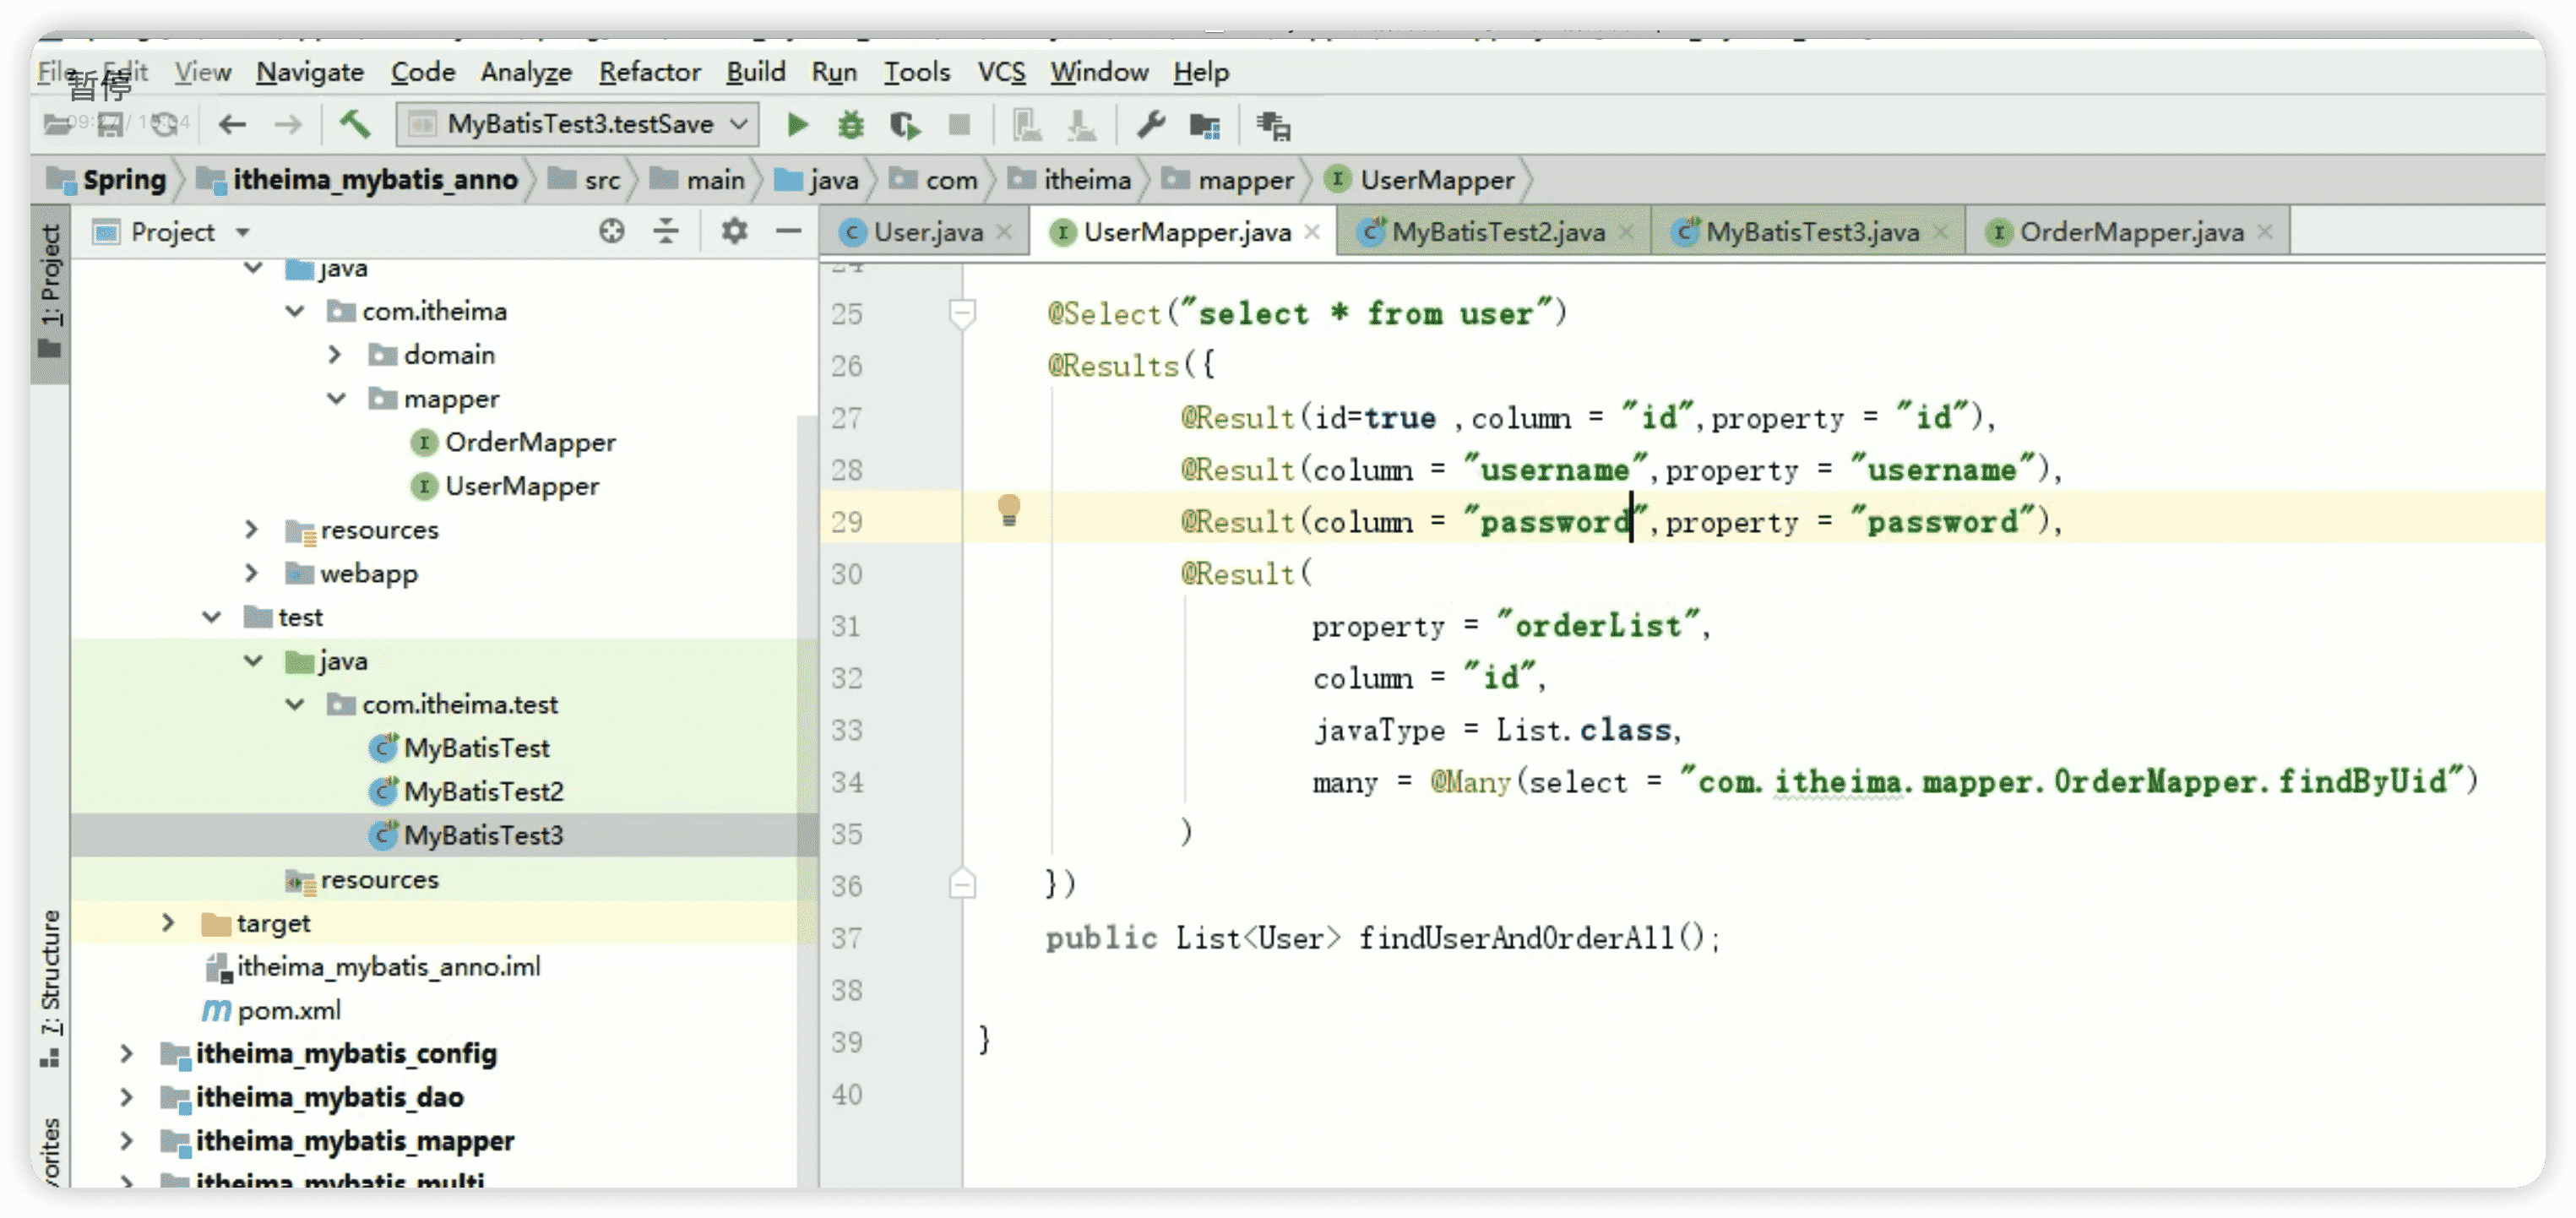 File Edit View Navigate Code Analyze Refactor Build Run Tools VCS Window Help
暂停
MyBatisTest3.testSave
Spring itheima_mybatis_anno src main java com itheima mapper UserMapper
1: Project
Project
User.java UserMapper.java MyBatisTest2.java MyBatisTest3.java OrderMapper.java
java
com.itheima
domain
mapper
OrderMapper
UserMapper
resources
webapp
test
java
com.itheima.test
MyBatisTest
MyBatisTest2
MyBatisTest3
resources
target
itheima_mybatis_anno.iml
pom.xml
itheima_mybatis_config
itheima_mybatis_dao
itheima_mybatis_mapper
itheima_mybatis_multi
7: Structure
24
25 @Select("select * from user")
26 @Results({
27 @Result(id=true ,column = "id",property = "id"),
28 @Result(column = "username",property = "username"),
29 @Result(column = "password",property = "password"),
30 @Result(
31 property = "orderList",
32 column = "id",
33 javaType = List.class,
34 many = @Many(select = "com.itheima.mapper.OrderMapper.findByUid")
35 )
36 })
37 public List<User> findUserAndOrderAll();
38
39 }
40